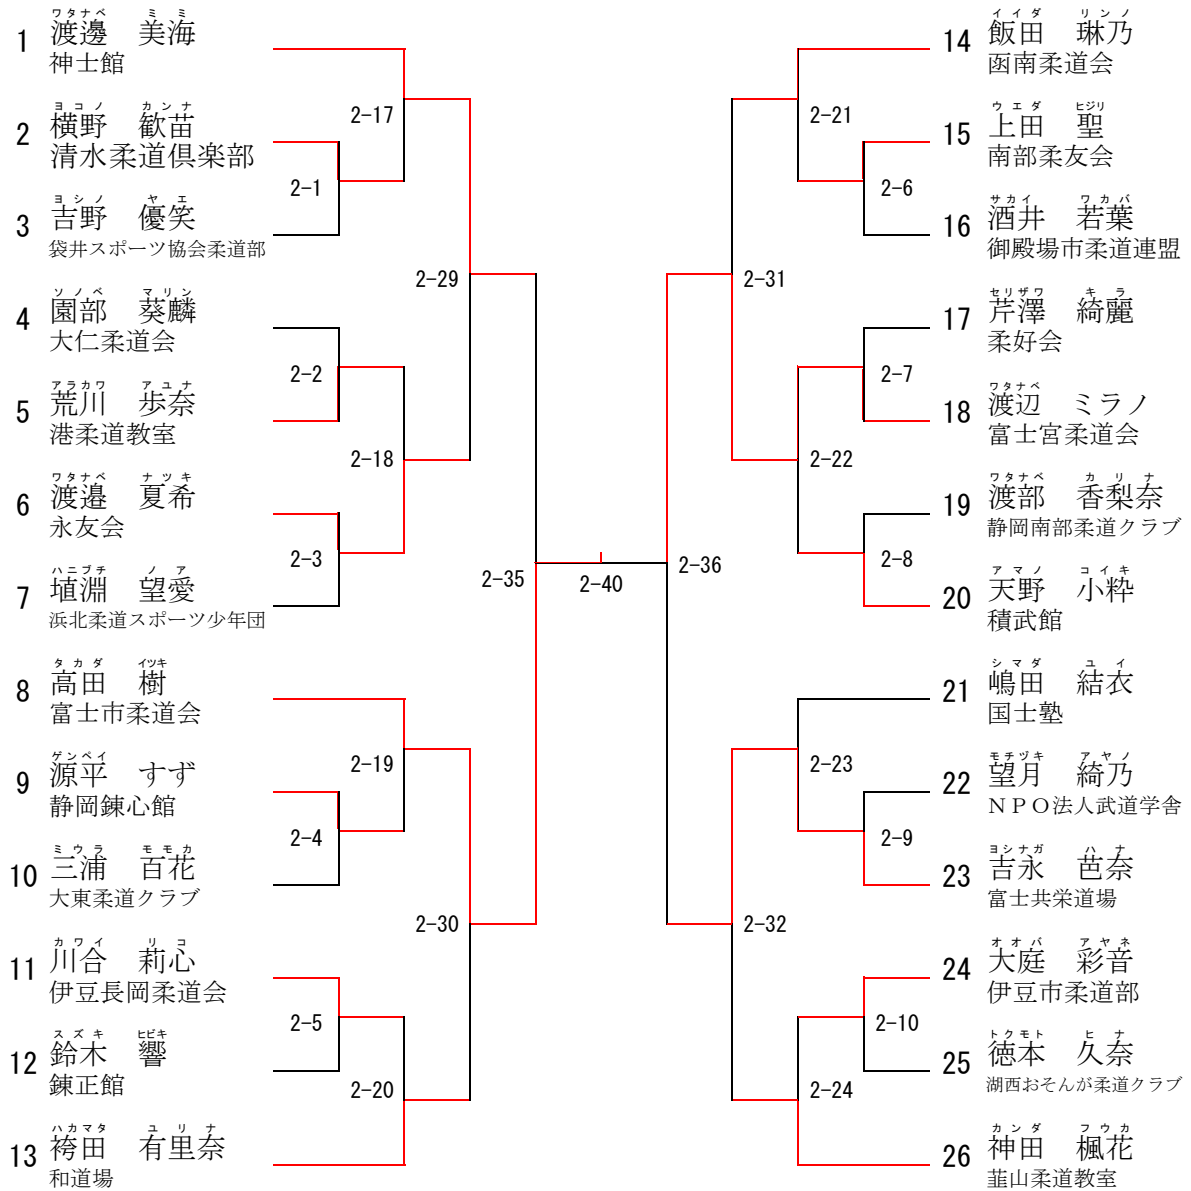 ワタナベ ミミ
1 渡邊 美海
神士館
ヨコノ カンナ
2 横野 歓苗
清水柔道倶楽部
ヨシノ ヤエ
3 吉野 優笑
袋井スポーツ協会柔道部
ソノベ マリン
4 園部 葵麟
大仁柔道会
アラカワ アユナ
5 荒川 歩奈
港柔道教室
ワタナベ ナツキ
6 渡邉 夏希
永友会
ハニブチ ノア
7 埴淵 望愛
浜北柔道スポーツ少年団
タカダ イツキ
8 高田 樹
富士市柔道会
ゲンペイ
9 源平 すず
静岡錬心館
ミウラ モモカ
10 三浦 百花
大東柔道クラブ
カワイ リコ
11 川合 莉心
伊豆長岡柔道会
スズキ ヒビキ
12 鈴木 響
錬正館
ハカマタ ユリナ
13 袴田 有里奈
和道場
2-17
2-1
2-29
2-2
2-18
2-3
2-35
2-19
2-4
2-30
2-5
2-20
2-40
2-21
2-6
2-31
2-7
2-22
2-8
2-36
2-23
2-9
2-32
2-10
2-24
イイダ リンノ
14 飯田 琳乃
函南柔道会
ウエダ ヒジリ
15 上田 聖
南部柔友会
サカイ ワカバ
16 酒井 若葉
御殿場市柔道連盟
セリザワ キラ
17 芹澤 綺麗
柔好会
ワタナベ
18 渡辺 ミラノ
富士宮柔道会
ワタナベ カリナ
19 渡部 香梨奈
静岡南部柔道クラブ
アマノ コイキ
20 天野 小粋
積武館
シマダ ユイ
21 嶋田 結衣
国士塾
モチヅキ アヤノ
22 望月 綺乃
ＮＰＯ法人武道学舎
ヨシナガ ハナ
23 吉永 芭奈
富士共栄道場
オオバ アヤネ
24 大庭 彩音
伊豆市柔道部
トクモト ヒナ
25 徳本 久奈
湖西おそんが柔道クラブ
カンダ フウカ
26 神田 楓花
韮山柔道教室